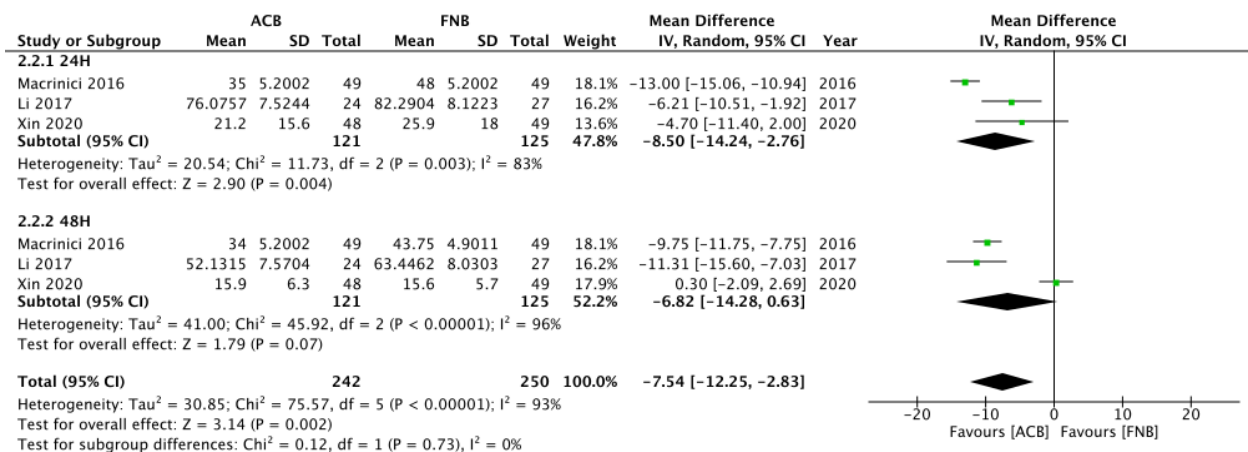 ACB FNB Mean Difference Mean Difference
Study or Subgroup Mean SD Total Mean SD Total Weight IV, Random, 95% CI Year IV, Random, 95% CI
2.2.1 24H
Macrinici 2016 35 5.2002 49 48 5.2002 49 18.1% −13.00 [−15.06, −10.94] 2016
Li 2017 76.0757 7.5244 24 82.2904 8.1223 27 16.2% −6.21 [−10.51, −1.92] 2017
Xin 2020 21.2 15.6 48 25.9 18 49 13.6% −4.70 [−11.40, 2.00] 2020
Subtotal (95% CI) 121 125 47.8% −8.50 [−14.24, −2.76]
Heterogeneity: Tau² = 20.54; Chi² = 11.73, df = 2 (P = 0.003); I² = 83%
Test for overall effect: Z = 2.90 (P = 0.004)
2.2.2 48H
Macrinici 2016 34 5.2002 49 43.75 4.9011 49 18.1% −9.75 [−11.75, −7.75] 2016
Li 2017 52.1315 7.5704 24 63.4462 8.0303 27 16.2% −11.31 [−15.60, −7.03] 2017
Xin 2020 15.9 6.3 48 15.6 5.7 49 17.9% 0.30 [−2.09, 2.69] 2020
Subtotal (95% CI) 121 125 52.2% −6.82 [−14.28, 0.63]
Heterogeneity: Tau² = 41.00; Chi² = 45.92, df = 2 (P < 0.00001); I² = 96%
Test for overall effect: Z = 1.79 (P = 0.07)
Total (95% CI) 242 250 100.0% −7.54 [−12.25, −2.83]
Heterogeneity: Tau² = 30.85; Chi² = 75.57, df = 5 (P < 0.00001); I² = 93%
Test for overall effect: Z = 3.14 (P = 0.002)
Test for subgroup differences: Chi² = 0.12, df = 1 (P = 0.73), I² = 0%
−20 −10 0 10 20
Favours [ACB] Favours [FNB]